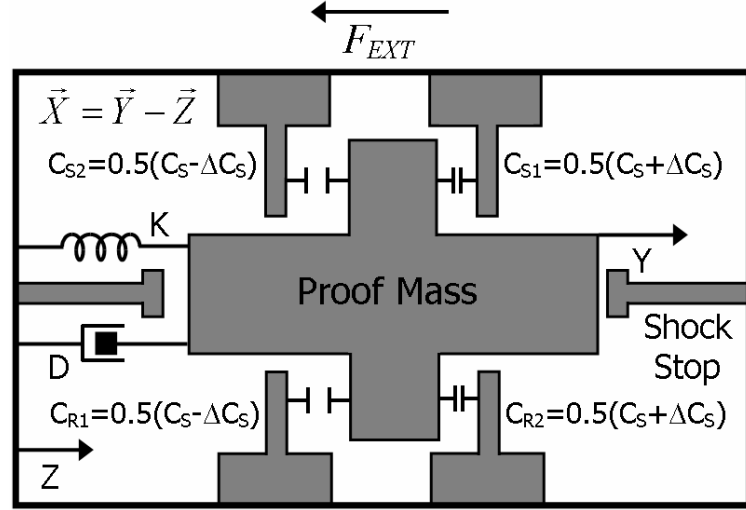 F_EXT
X⃗ = Y⃗ − Z⃗
C_S2=0.5(C_S-ΔC_S)
C_S1=0.5(C_S+ΔC_S)
K
Y
Proof Mass
Shock
Stop
D
C_R1=0.5(C_S-ΔC_S)
C_R2=0.5(C_S+ΔC_S)
Z